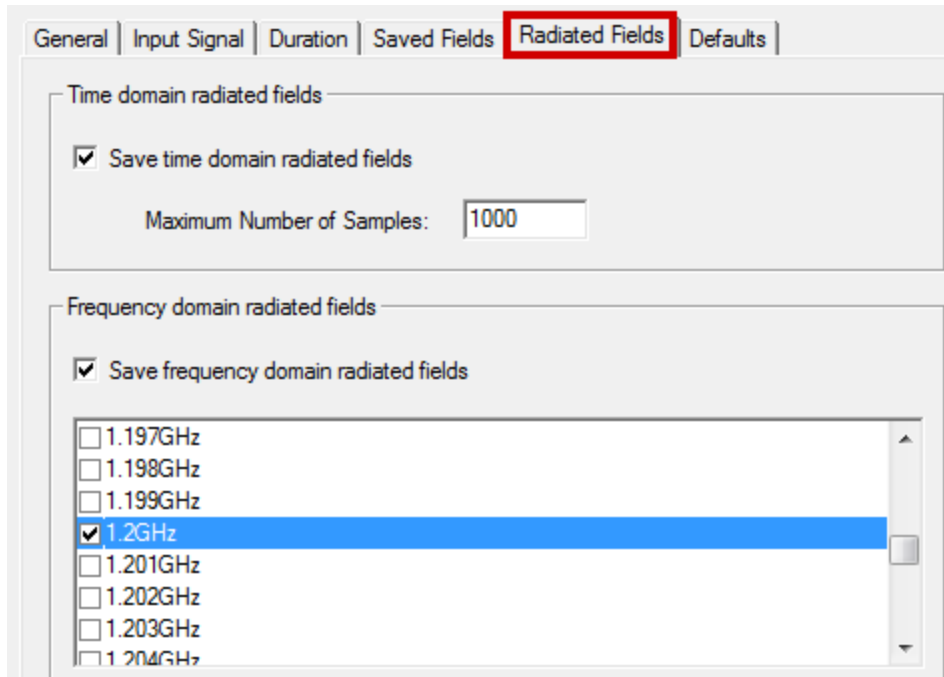 General Input Signal Duration Saved Fields Radiated Fields Defaults
Time domain radiated fields
Save time domain radiated fields
Maximum Number of Samples: 1000
Frequency domain radiated fields
Save frequency domain radiated fields
1.197GHz
1.198GHz
1.199GHz
1.2GHz
1.201GHz
1.202GHz
1.203GHz
1.204GHz